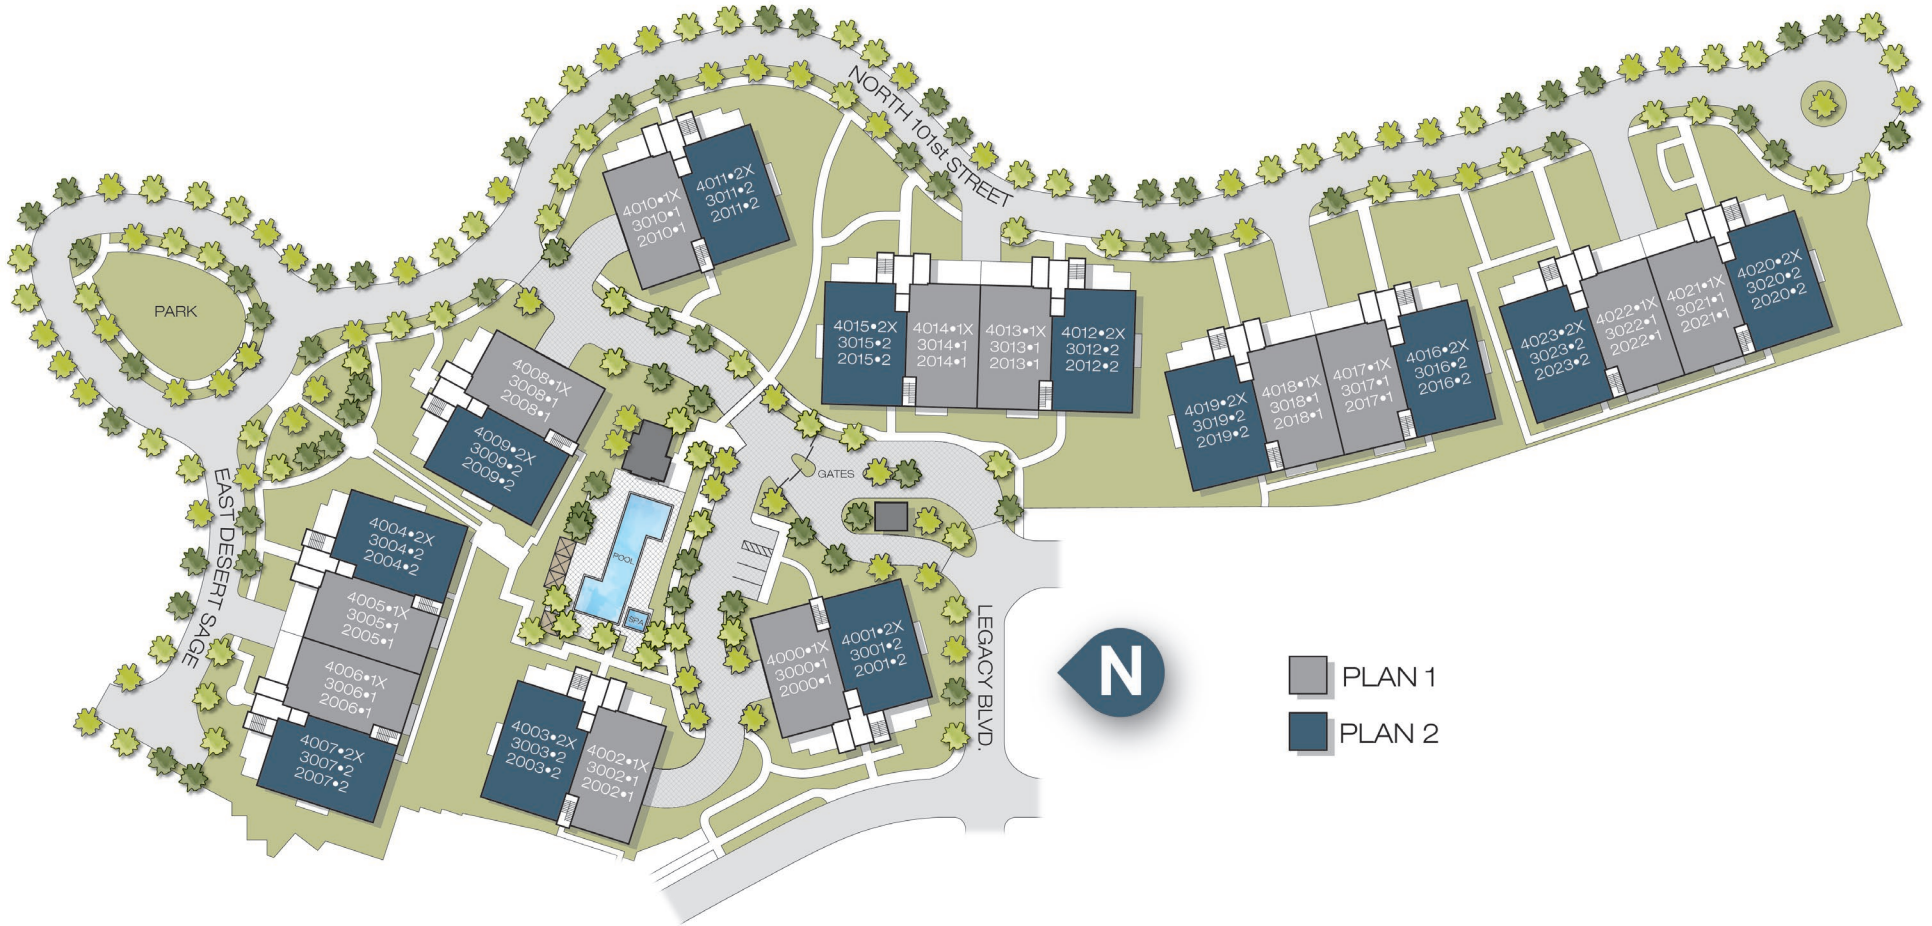 NORTH 101st STREET
4011•2X
3011•2
2011•2
4010•1X
3010•1
2010•1
PARK
4015•2X
3015•2
2015•2
4014•1X
3014•1
2014•1
4013•1X
3013•1
2013•1
4012•2X
3012•2
2012•2
4020•2X
3020•2
2020•2
4021•1X
3021•1
2021•1
4022•1X
3022•1
2022•1
4023•2X
3023•2
2023•2
4016•2X
3016•2
2016•2
4017•1X
3017•1
2017•1
4018•1X
3018•1
2018•1
4019•2X
3019•2
2019•2
4008•1X
3008•1
2008•1
4009•2X
3009•2
2009•2
GATES
EAST DESERT SAGE
4004•2X
3004•2
2004•2
4005•1X
3005•1
2005•1
4006•1X
3006•1
2006•1
4007•2X
3007•2
2007•2
POOL
SPA
4001•2X
3001•2
2001•2
4000•1X
3000•1
2000•1
LEGACY BLVD.
4003•2X
3003•2
2003•2
4002•1X
3002•1
2002•1
N
PLAN 1
PLAN 2